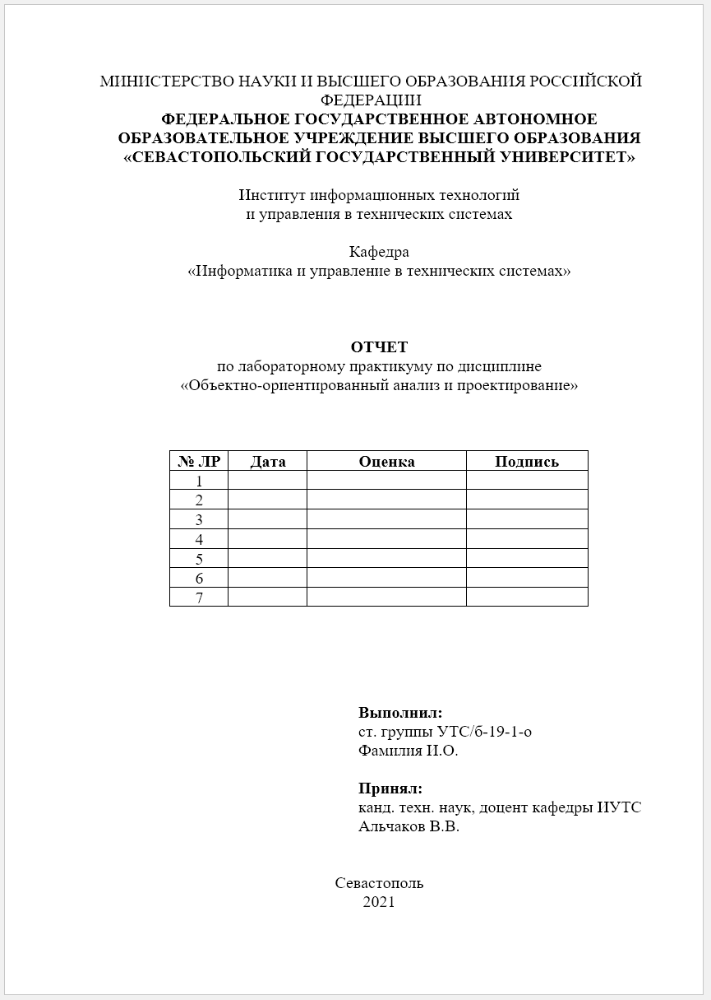 МИНИСТЕРСТВО НАУКИ И ВЫСШЕГО ОБРАЗОВАНИЯ РОССИЙСКОЙ
ФЕДЕРАЦИИ
ФЕДЕРАЛЬНОЕ ГОСУДАРСТВЕННОЕ АВТОНОМНОЕ
ОБРАЗОВАТЕЛЬНОЕ УЧРЕЖДЕНИЕ ВЫСШЕГО ОБРАЗОВАНИЯ
«СЕВАСТОПОЛЬСКИЙ ГОСУДАРСТВЕННЫЙ УНИВЕРСИТЕТ»
Институт информационных технологий
и управления в технических системах
Кафедра
«Информатика и управление в технических системах»
ОТЧЕТ
по лабораторному практикуму по дисциплине
«Объектно-ориентированный анализ и проектирование»
№ ЛР Дата Оценка Подпись
1
2
3
4
5
6
7
Выполнил:
ст. группы УТС/б-19-1-о
Фамилия И.О.
Принял:
канд. техн. наук, доцент кафедры ИУТС
Альчаков В.В.
Севастополь
2021